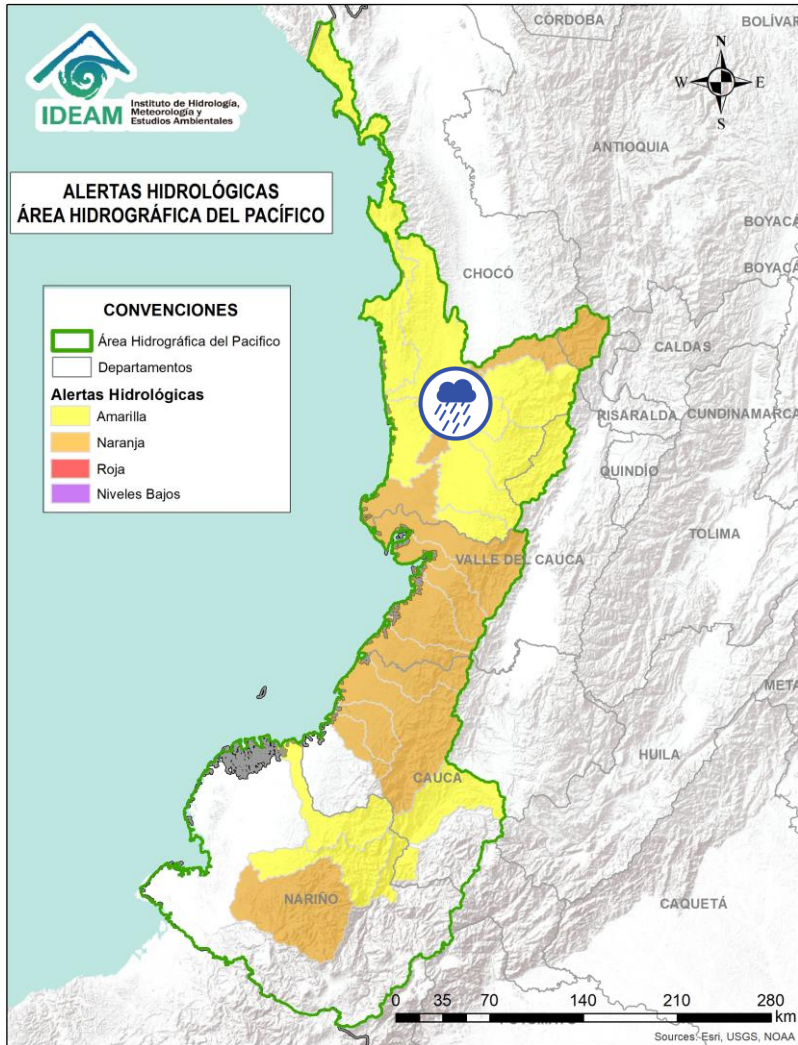 IDEAM
Instituto de Hidrología,
Meteorología y
Estudios Ambientales
CÓRDOBA
BOLÍVAR
N
W
E
S
ANTIOQUIA
ALERTAS HIDROLÓGICAS
ÁREA HIDROGRÁFICA DEL PACÍFICO
BOYACÁ
CHOCÓ
BOYACÁ
CONVENCIONES
Área Hidrográfica del Pacifico
Departamentos
Alertas Hidrológicas
Amarilla
Naranja
Roja
Niveles Bajos
CALDAS
RISARALDA
CUNDINAMARCA
QUINDÍO
TOLIMA
VALLE DEL CAUCA
META
HUILA
CAUCA
NARIÑO
CAQUETÁ
0 35 70 140 210 280
km
Sources: Esri, USGS, NOAA